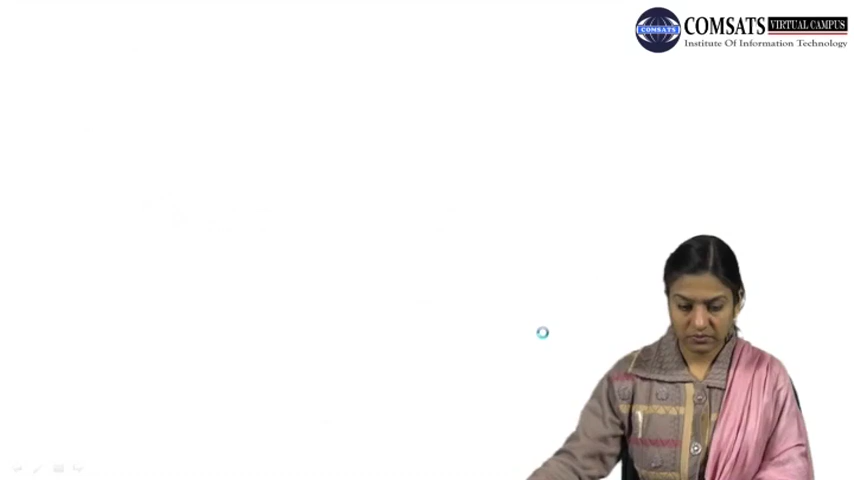 COMSATS VIRTUAL CAMPUS
COMSATS
Institute Of Information Technology